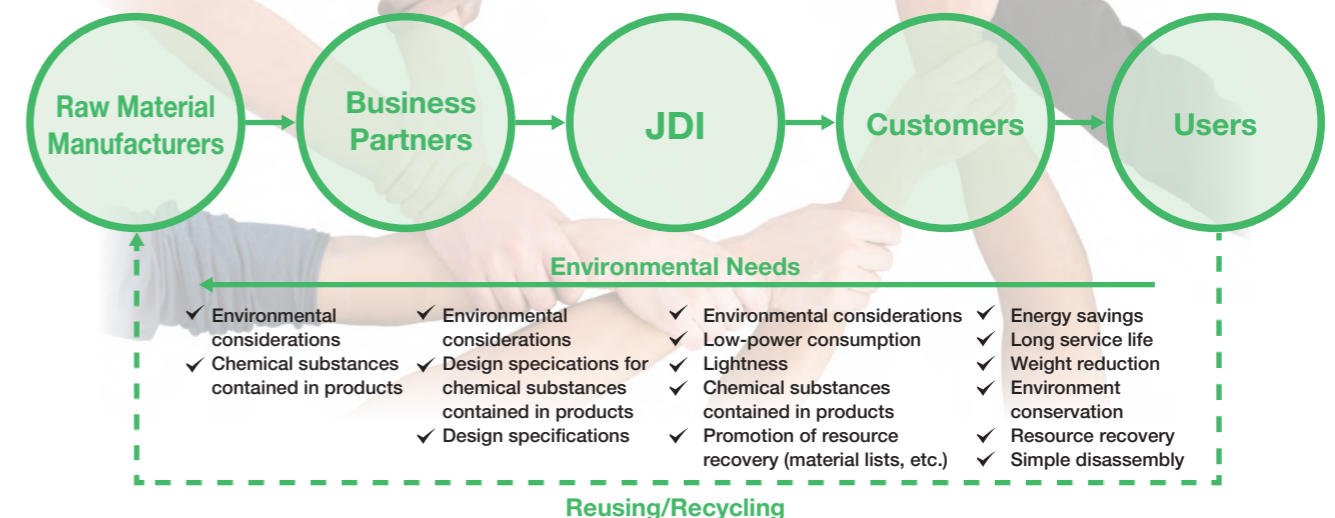 Raw Material
Manufacturers
Business
Partners
JDI
Customers
Users
Environmental Needs
Environmental
considerations
Chemical substances
contained in products
Environmental
considerations
Design specications for
chemical substances
contained in products
Design specifications
Environmental considerations
Low-power consumption
Lightness
Chemical substances
contained in products
Promotion of resource
recovery (material lists, etc.)
Energy savings
Long service life
Weight reduction
Environment
conservation
Resource recovery
Simple disassembly
Reusing/Recycling